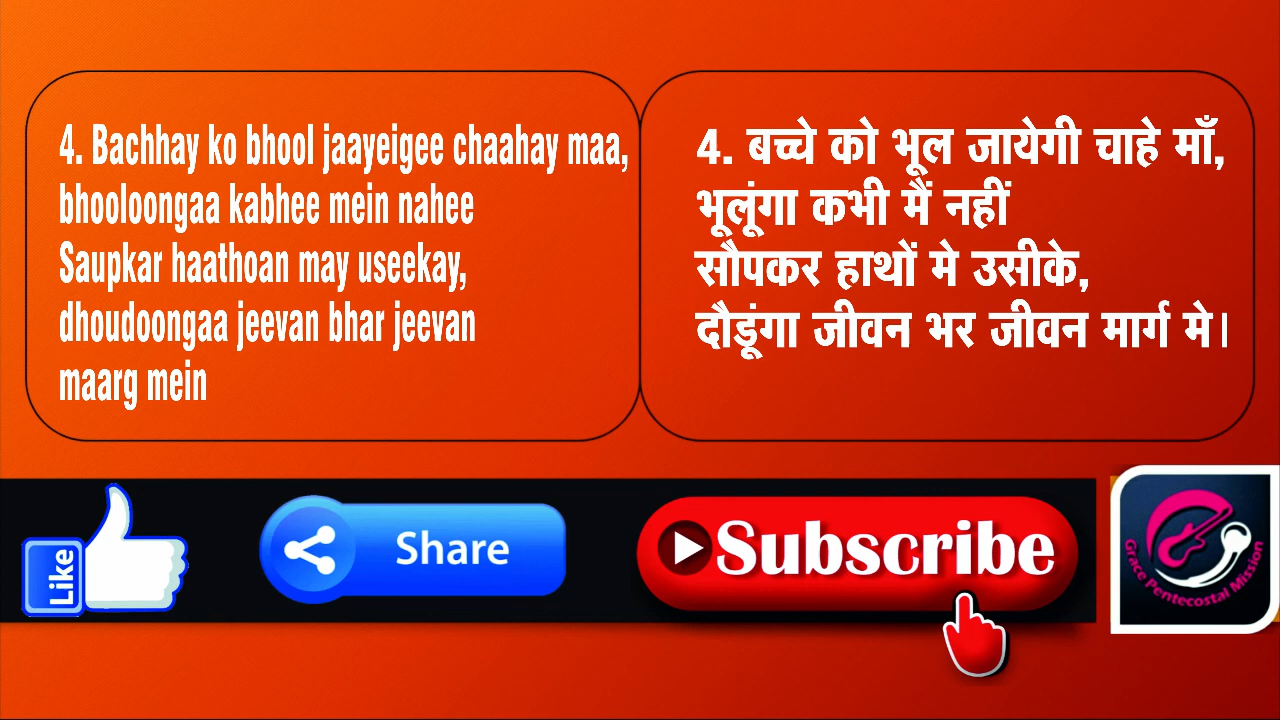 4. Bachhay ko bhool jaayeigee chaahay maa,
bhooloongaa kabhee mein nahee
Saupkar haathoan may useekay,
dhoudoongaa jeevan bhar jeevan
maarg mein
4. बच्चे को भूल जायेगी चाहे माँ,
भूलूंगा कभी मैं नहीं
सौपकर हाथों मे उसीके,
दौड़ूंगा जीवन भर जीवन मार्ग मे।
Like
Share
Subscribe
Grace Pentecostal Mission